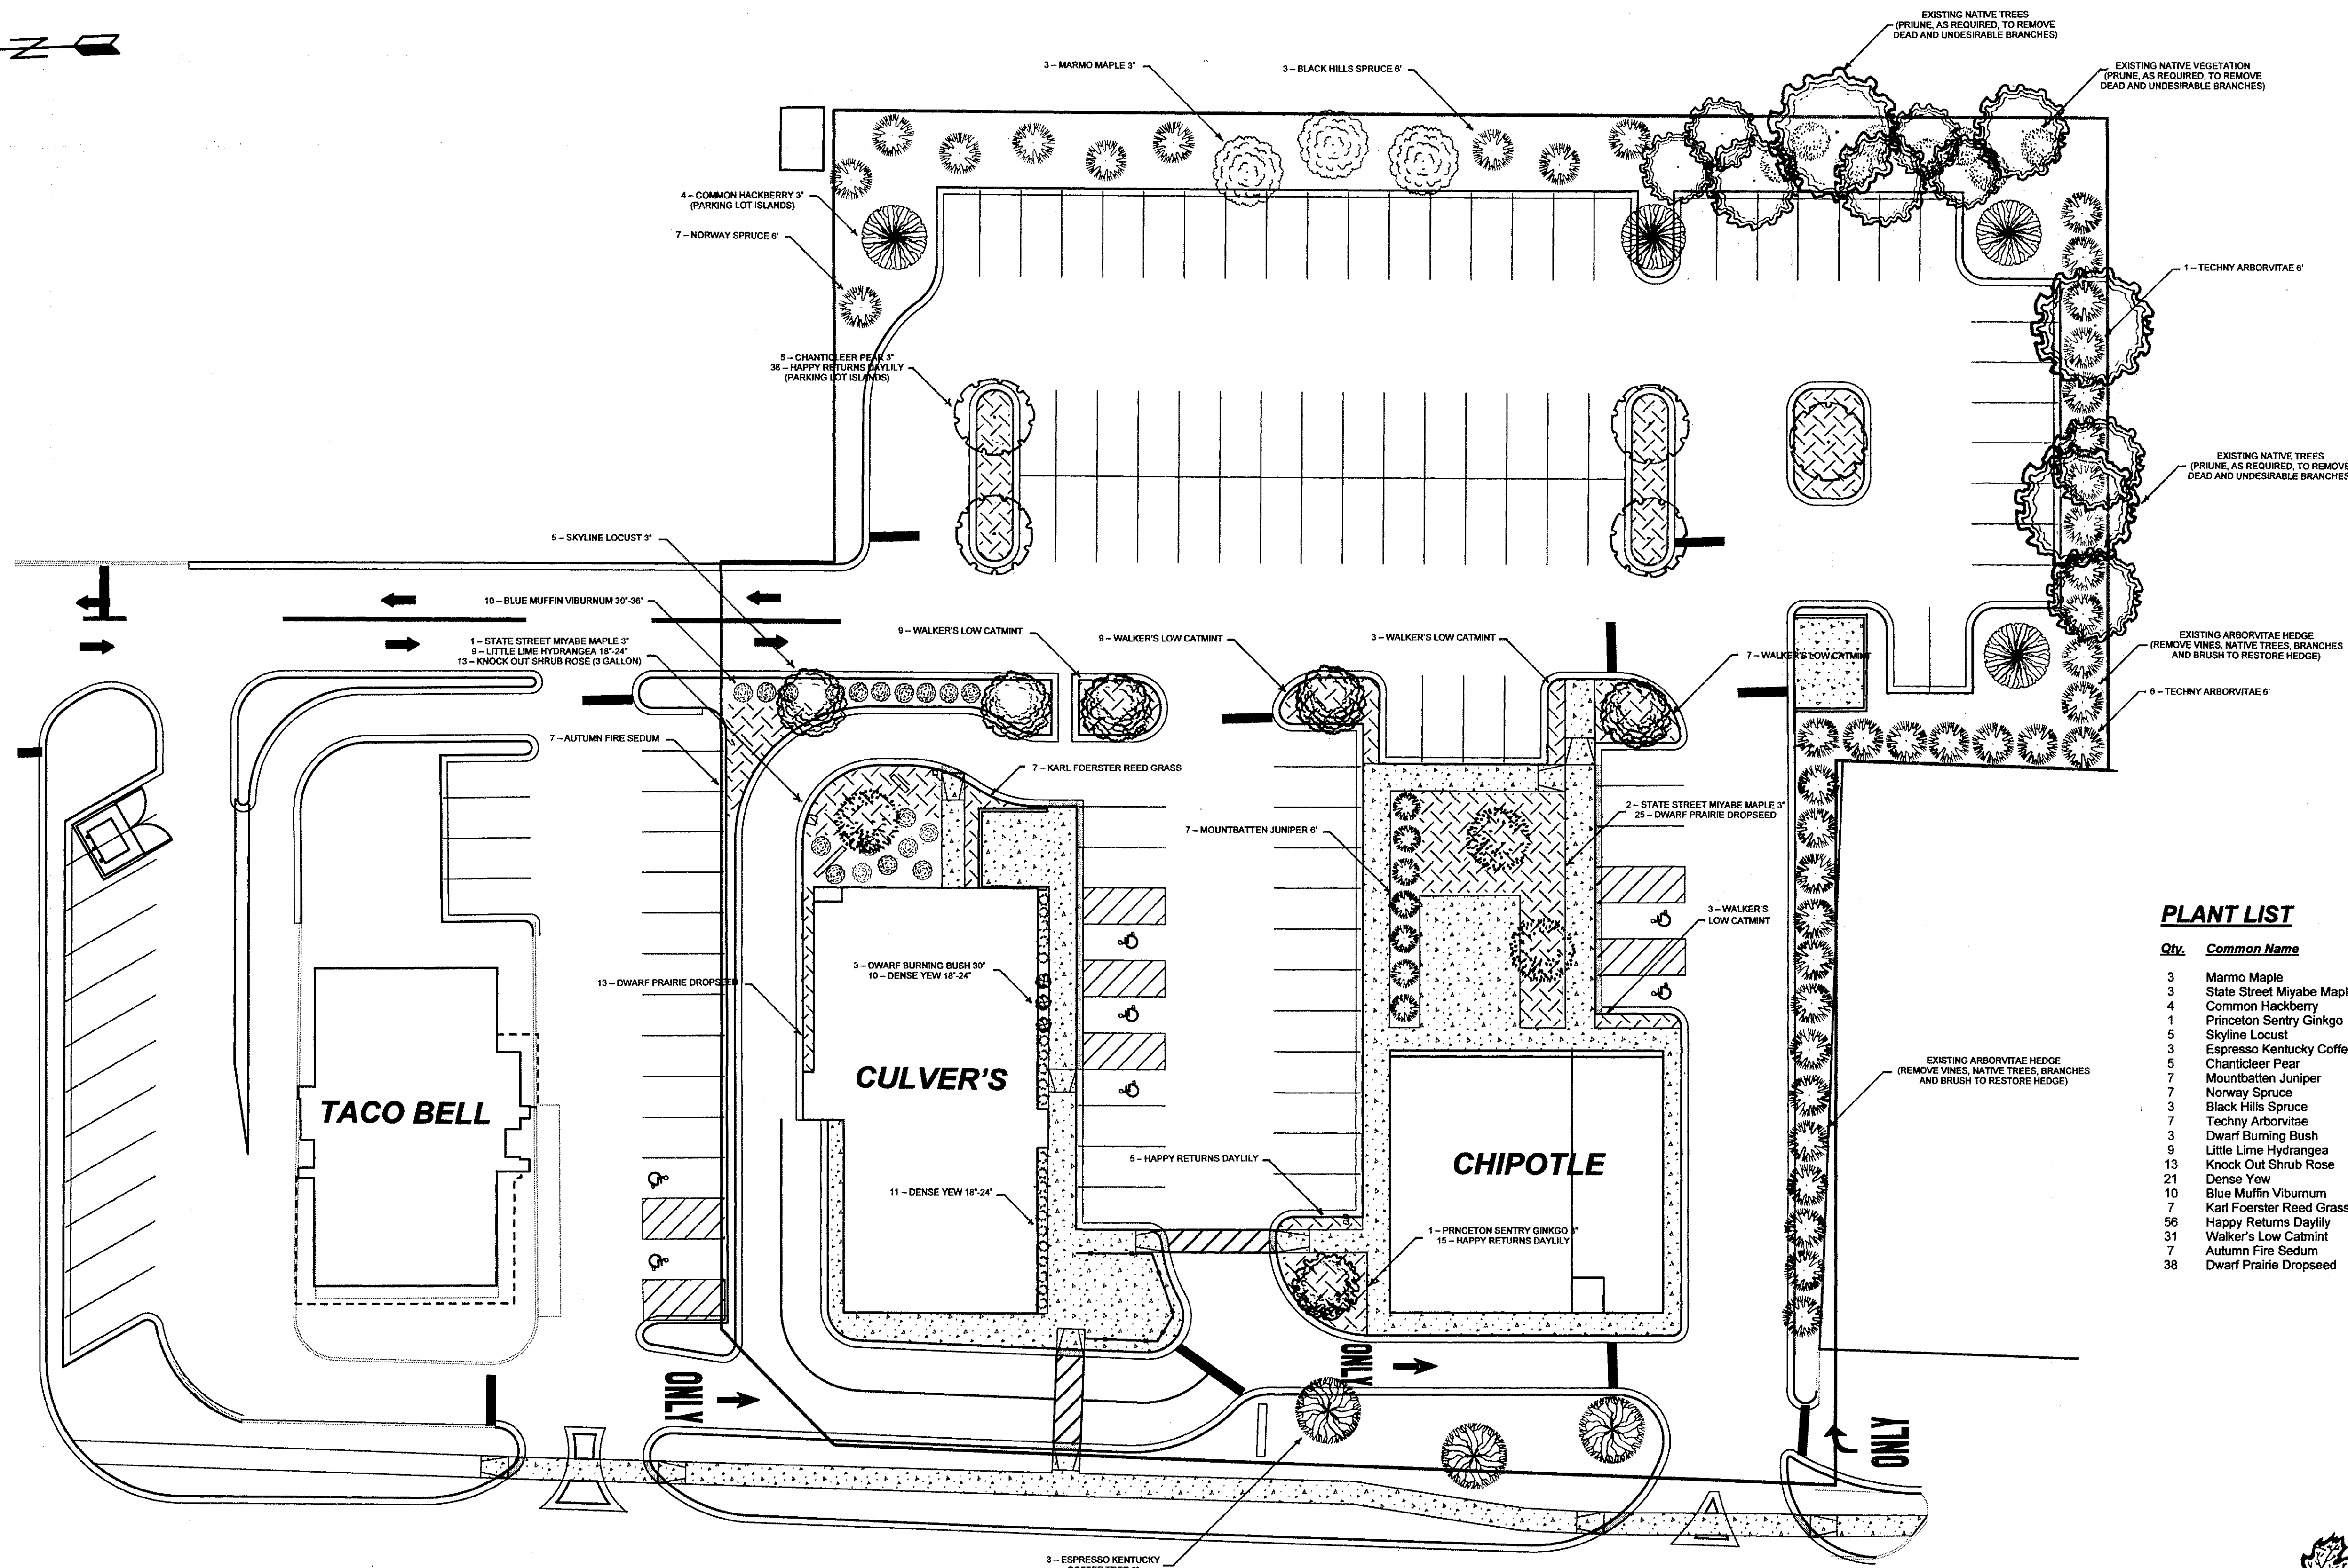 EXISTING NATIVE TREES
(PRIUNE, AS REQUIRED, TO REMOVE
DEAD AND UNDESIRABLE BRANCHES)
3 – MARMO MAPLE 3"
3 – BLACK HILLS SPRUCE 6'
EXISTING NATIVE VEGETATION
(PRUNE, AS REQUIRED, TO REMOVE
DEAD AND UNDESIRABLE BRANCHES)
4 – COMMON HACKBERRY 3"
(PARKING LOT ISLANDS)
7 – NORWAY SPRUCE 6'
1 – TECHNY ARBORVITAE 6'
5 – CHANTICLEER PEAR 3"
36 – HAPPY RETURNS DAYLILY
(PARKING LOT ISLANDS)
EXISTING NATIVE TREES
(PRIUNE, AS REQUIRED, TO REMOVE
DEAD AND UNDESIRABLE BRANCHES
5 – SKYLINE LOCUST 3"
10 – BLUE MUFFIN VIBURNUM 30"-36"
1 – STATE STREET MIYABE MAPLE 3"
9 – LITTLE LIME HYDRANGEA 18"-24"
13 – KNOCK OUT SHRUB ROSE (3 GALLON)
9 – WALKER'S LOW CATMINT
9 – WALKER'S LOW CATMINT
3 – WALKER'S LOW CATMINT
7 – WALKER'S LOW CATMINT
EXISTING ARBORVITAE HEDGE
(REMOVE VINES, NATIVE TREES, BRANCHES
AND BRUSH TO RESTORE HEDGE)
6 – TECHNY ARBORVITAE 6'
7 – AUTUMN FIRE SEDUM
7 – KARL FOERSTER REED GRASS
7 – MOUNTBATTEN JUNIPER 6'
2 – STATE STREET MIYABE MAPLE 3"
25 – DWARF PRAIRIE DROPSEED
3 – WALKER'S
LOW CATMINT
3 – DWARF BURNING BUSH 30"
10 – DENSE YEW 18"-24"
13 – DWARF PRAIRIE DROPSEED
CULVER'S
TACO BELL
CHIPOTLE
EXISTING ARBORVITAE HEDGE
(REMOVE VINES, NATIVE TREES, BRANCHES
AND BRUSH TO RESTORE HEDGE)
5 – HAPPY RETURNS DAYLILY
11 – DENSE YEW 18"-24"
1 – PRNCETON SENTRY GINKGO 3"
15 – HAPPY RETURNS DAYLILY
ONLY
ONLY
ONLY
3 – ESPRESSO KENTUCKY
COFFEE TREE 3"
PLANT LIST
Qty. Common Name
3 Marmo Maple
3 State Street Miyabe Mapl
4 Common Hackberry
1 Princeton Sentry Ginkgo
5 Skyline Locust
3 Espresso Kentucky Coffe
5 Chanticleer Pear
7 Mountbatten Juniper
7 Norway Spruce
3 Black Hills Spruce
7 Techny Arborvitae
3 Dwarf Burning Bush
9 Little Lime Hydrangea
13 Knock Out Shrub Rose
21 Dense Yew
10 Blue Muffin Viburnum
7 Karl Foerster Reed Grass
56 Happy Returns Daylily
31 Walker's Low Catmint
7 Autumn Fire Sedum
38 Dwarf Prairie Dropseed